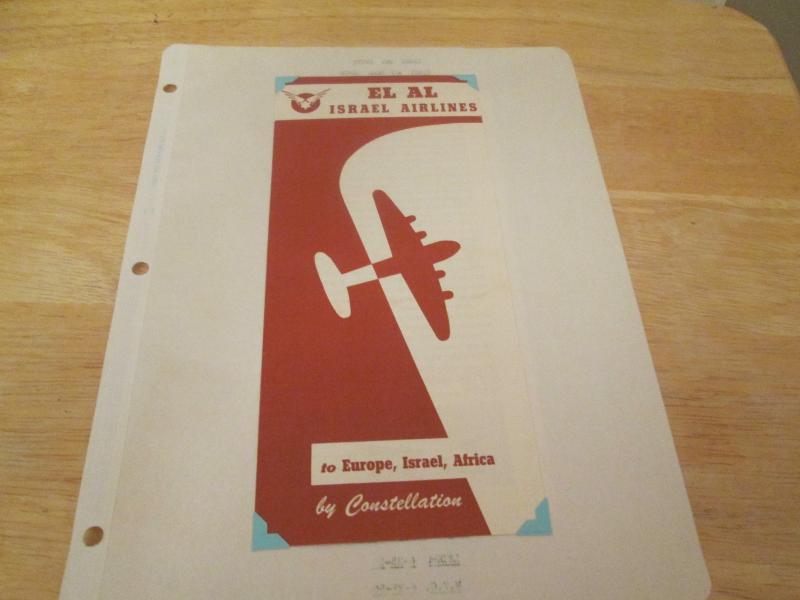 EL AL
ISRAEL AIRLINES
to Europe, Israel, Africa
by Constellation